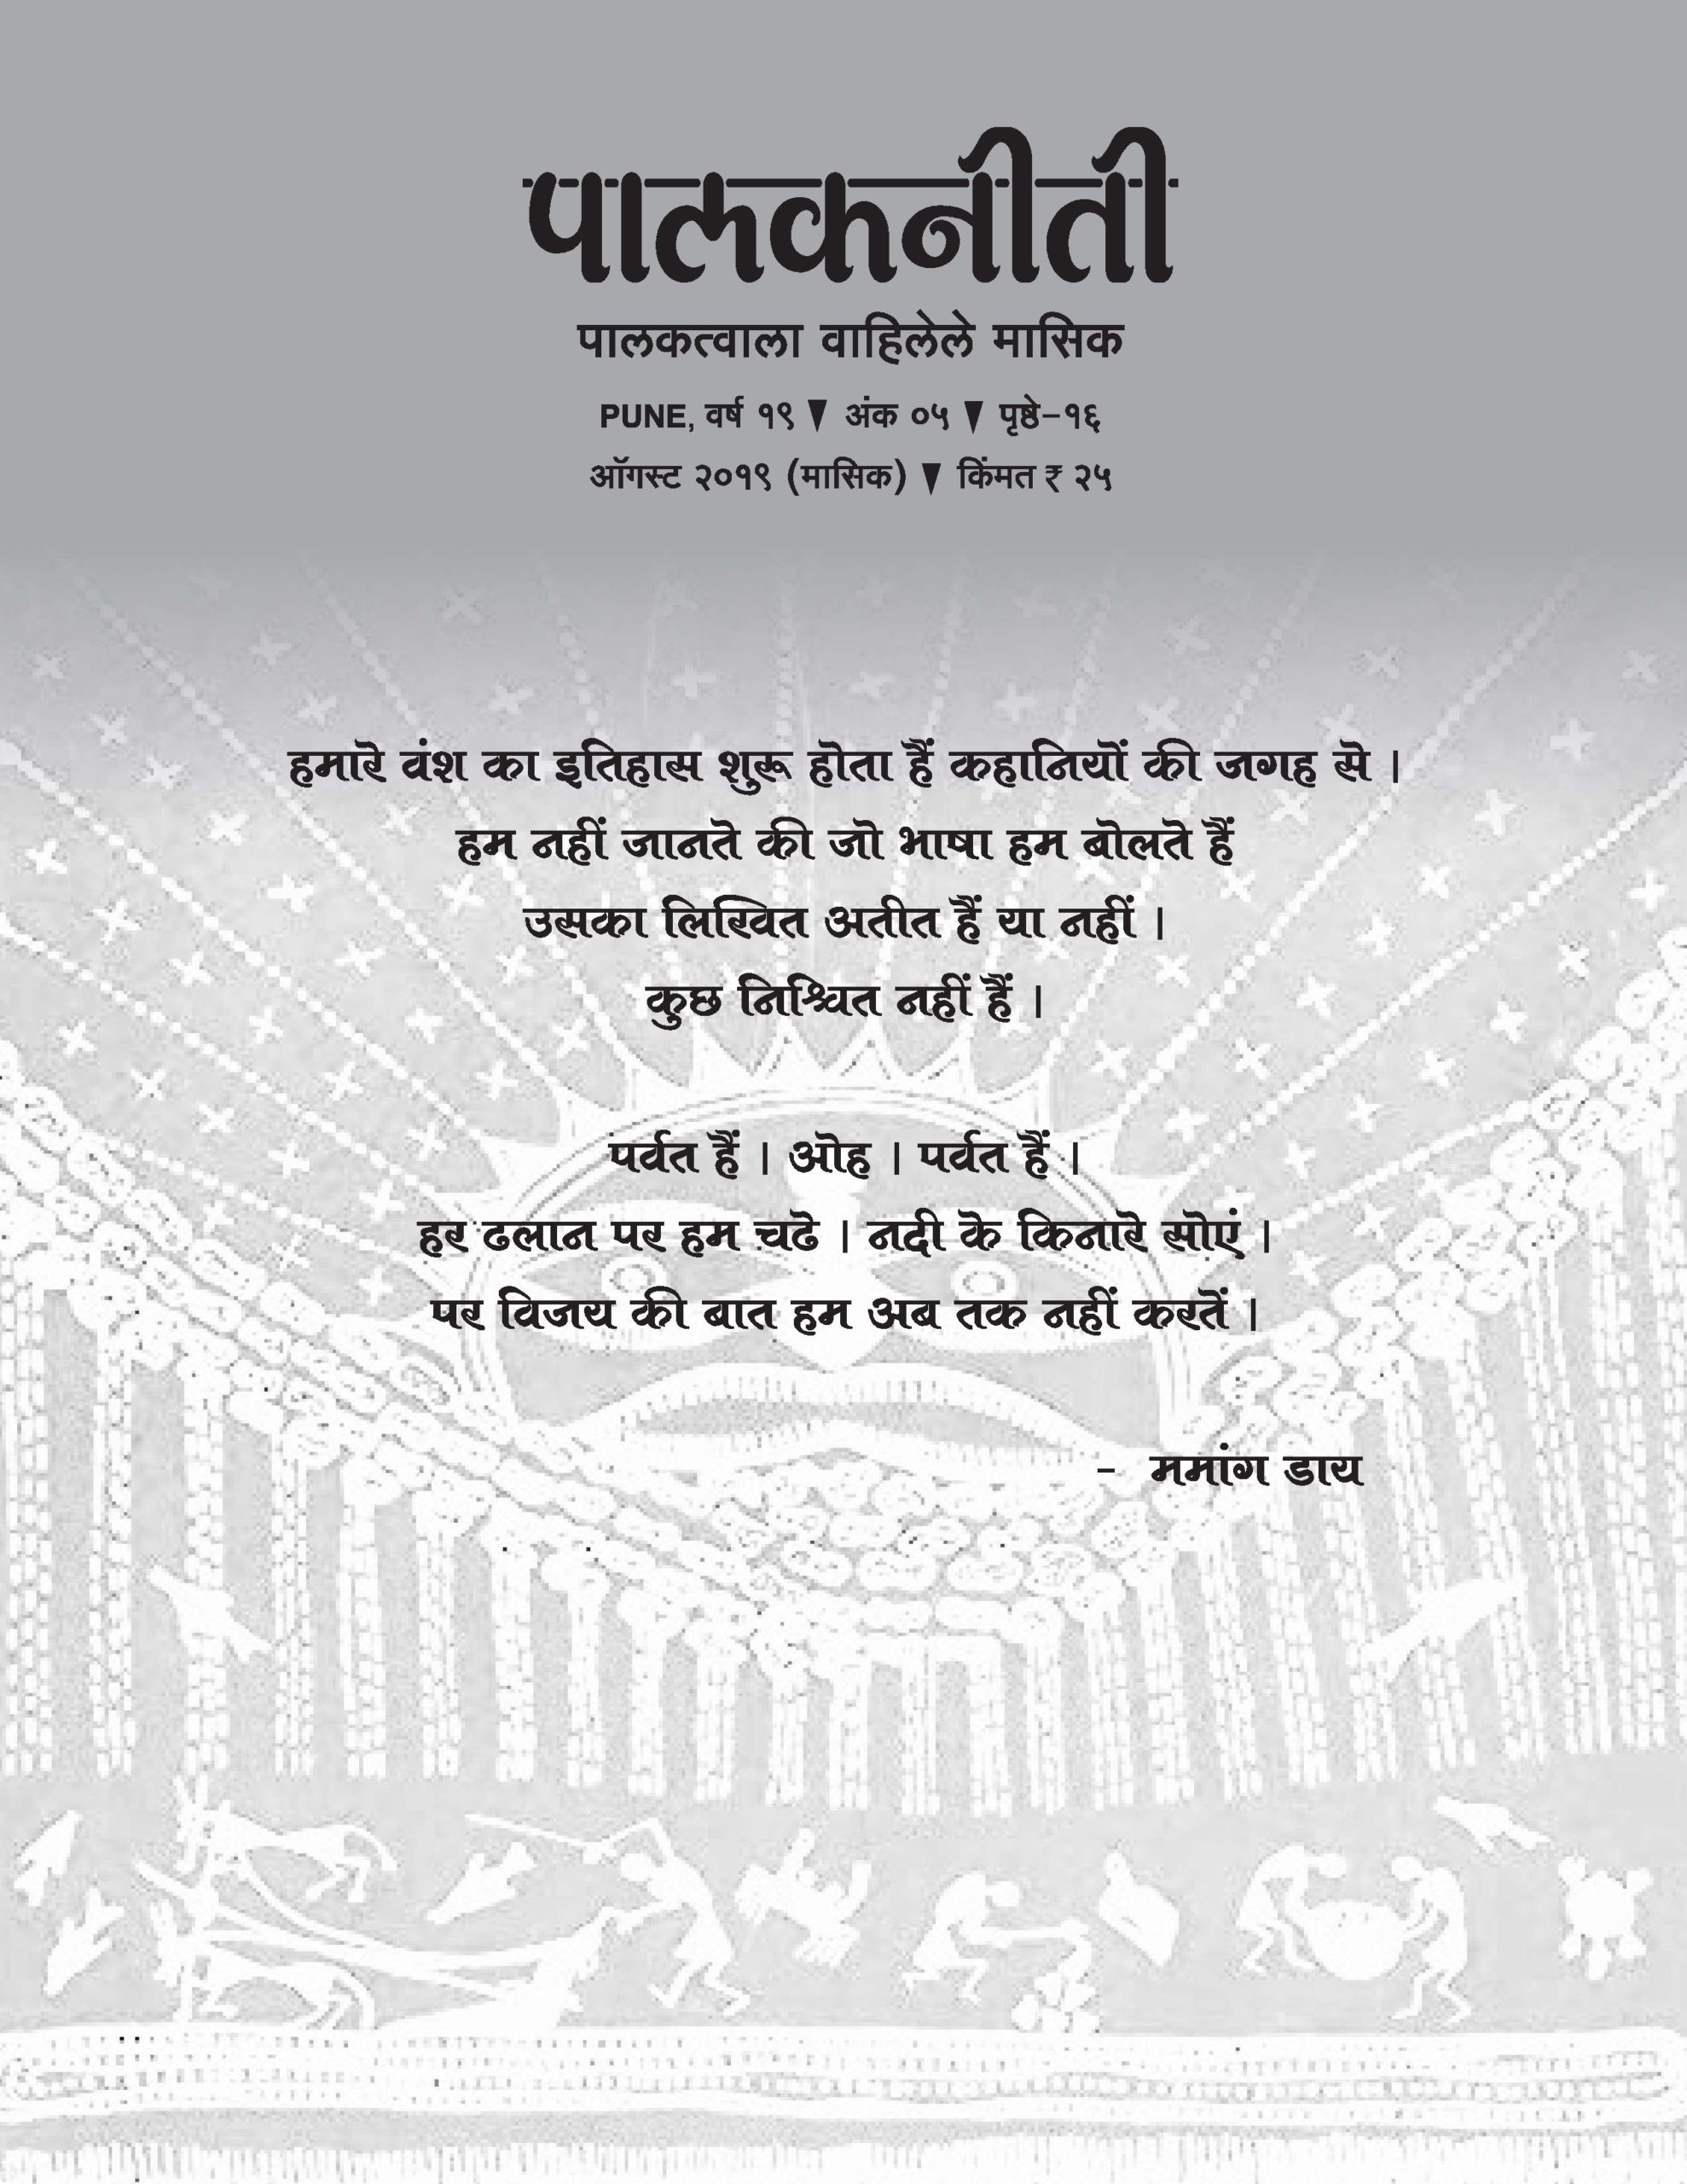 पालकनीती
पालकत्वाला वाहिलेले मासिक
PUNE, वर्ष १९ ▼ अंक ०५ ▼ पृष्ठे-१६
ऑगस्ट २०१९ (मासिक) ▼ किंमत ₹ २५
हमारे वंश का इतिहास शुरू होता हैं कहानियों की जगह से ।
हम नहीं जानते की जो भाषा हम बोलते हैं
उसका लिखित अतीत हैं या नहीं ।
कुछ निश्चित नहीं हैं ।
पर्वत हैं । ओह । पर्वत हैं ।
हर ढलान पर हम चढे । नदी के किनारे सोएं ।
पर विजय की बात हम अब तक नहीं करतें ।
- ममांग डाय